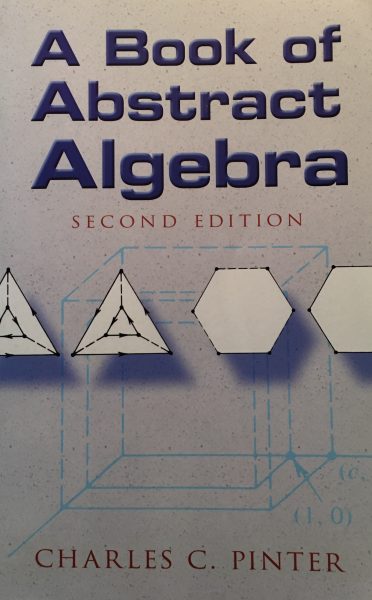 A Book of
Abstract
Algebra
SECOND EDITION
(c,
(1, 0)
CHARLES C. PINTER